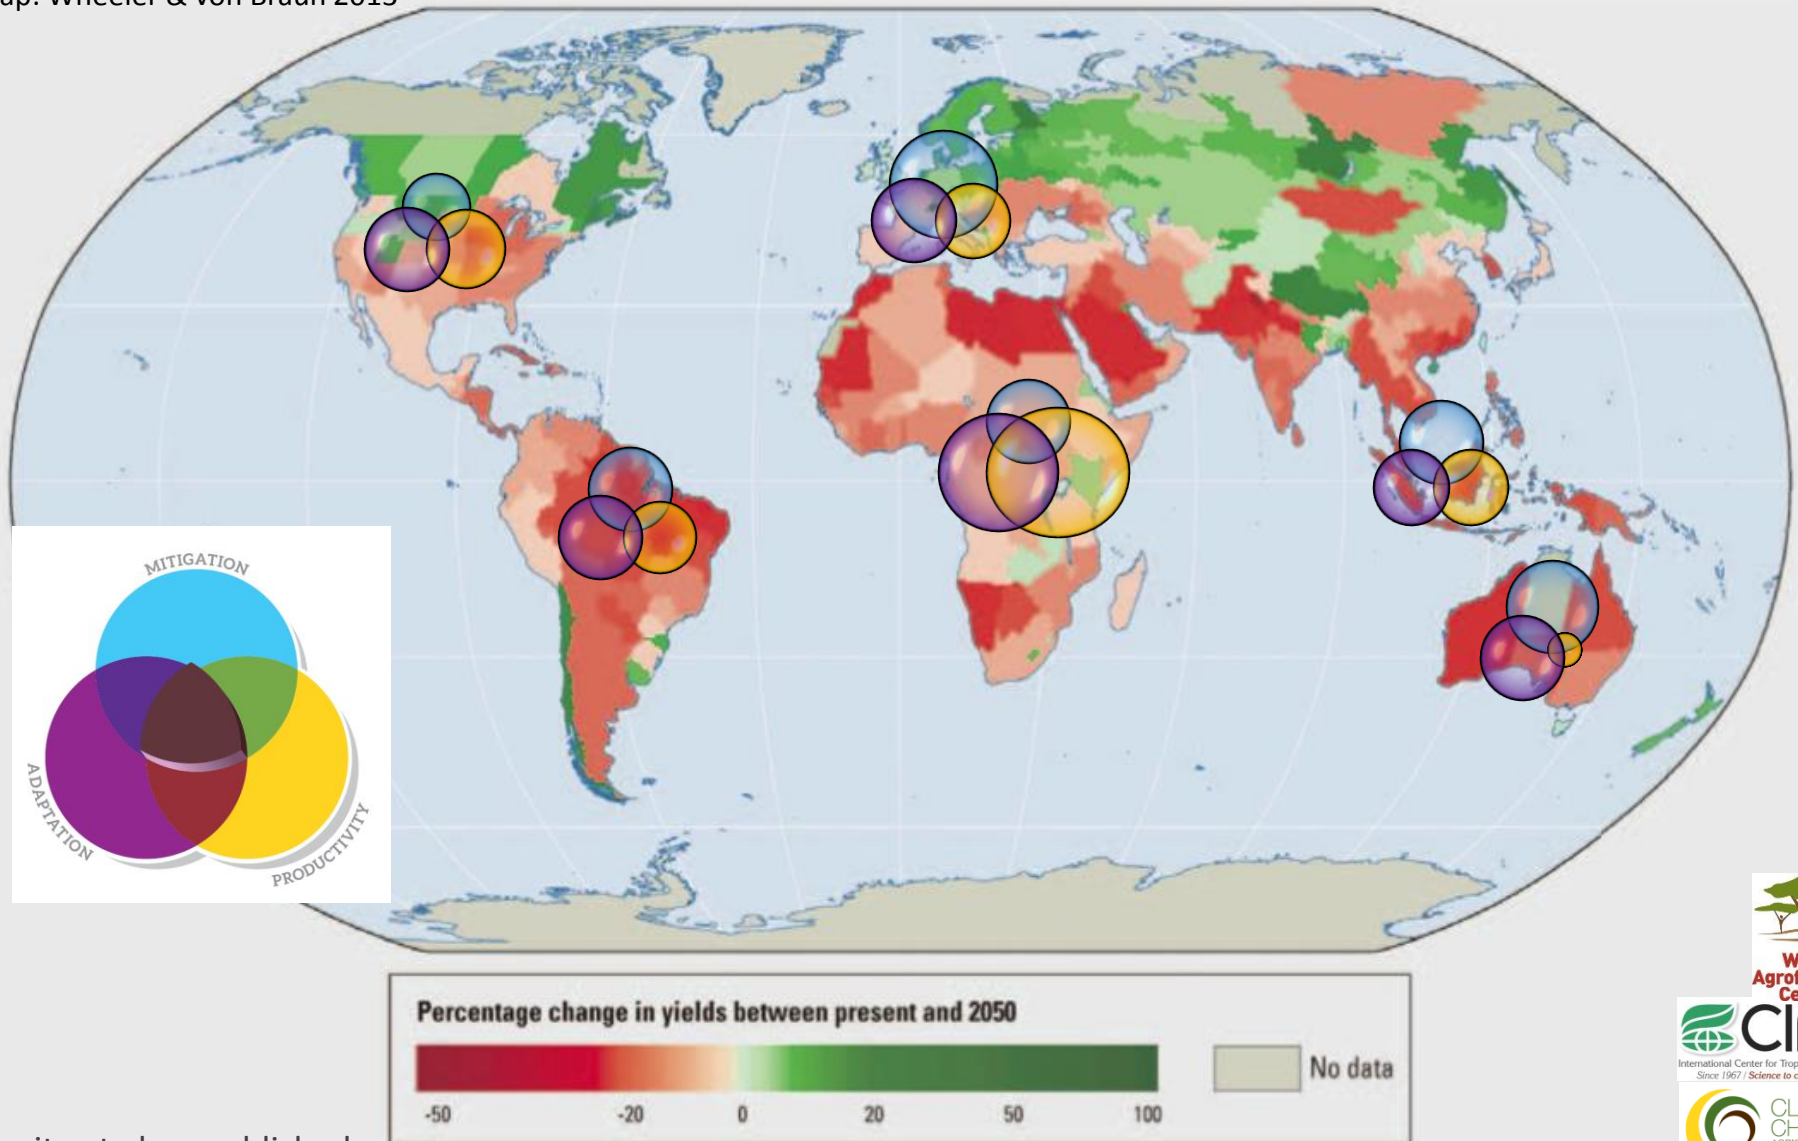 Wheeler & Von Braun 2013
MITIGATION
ADAPTATION
PRODUCTIVITY
Percentage change in yields between present and 2050
-50 -20 0 20 50 100
No data
International Center for
Since 1967 / Science to